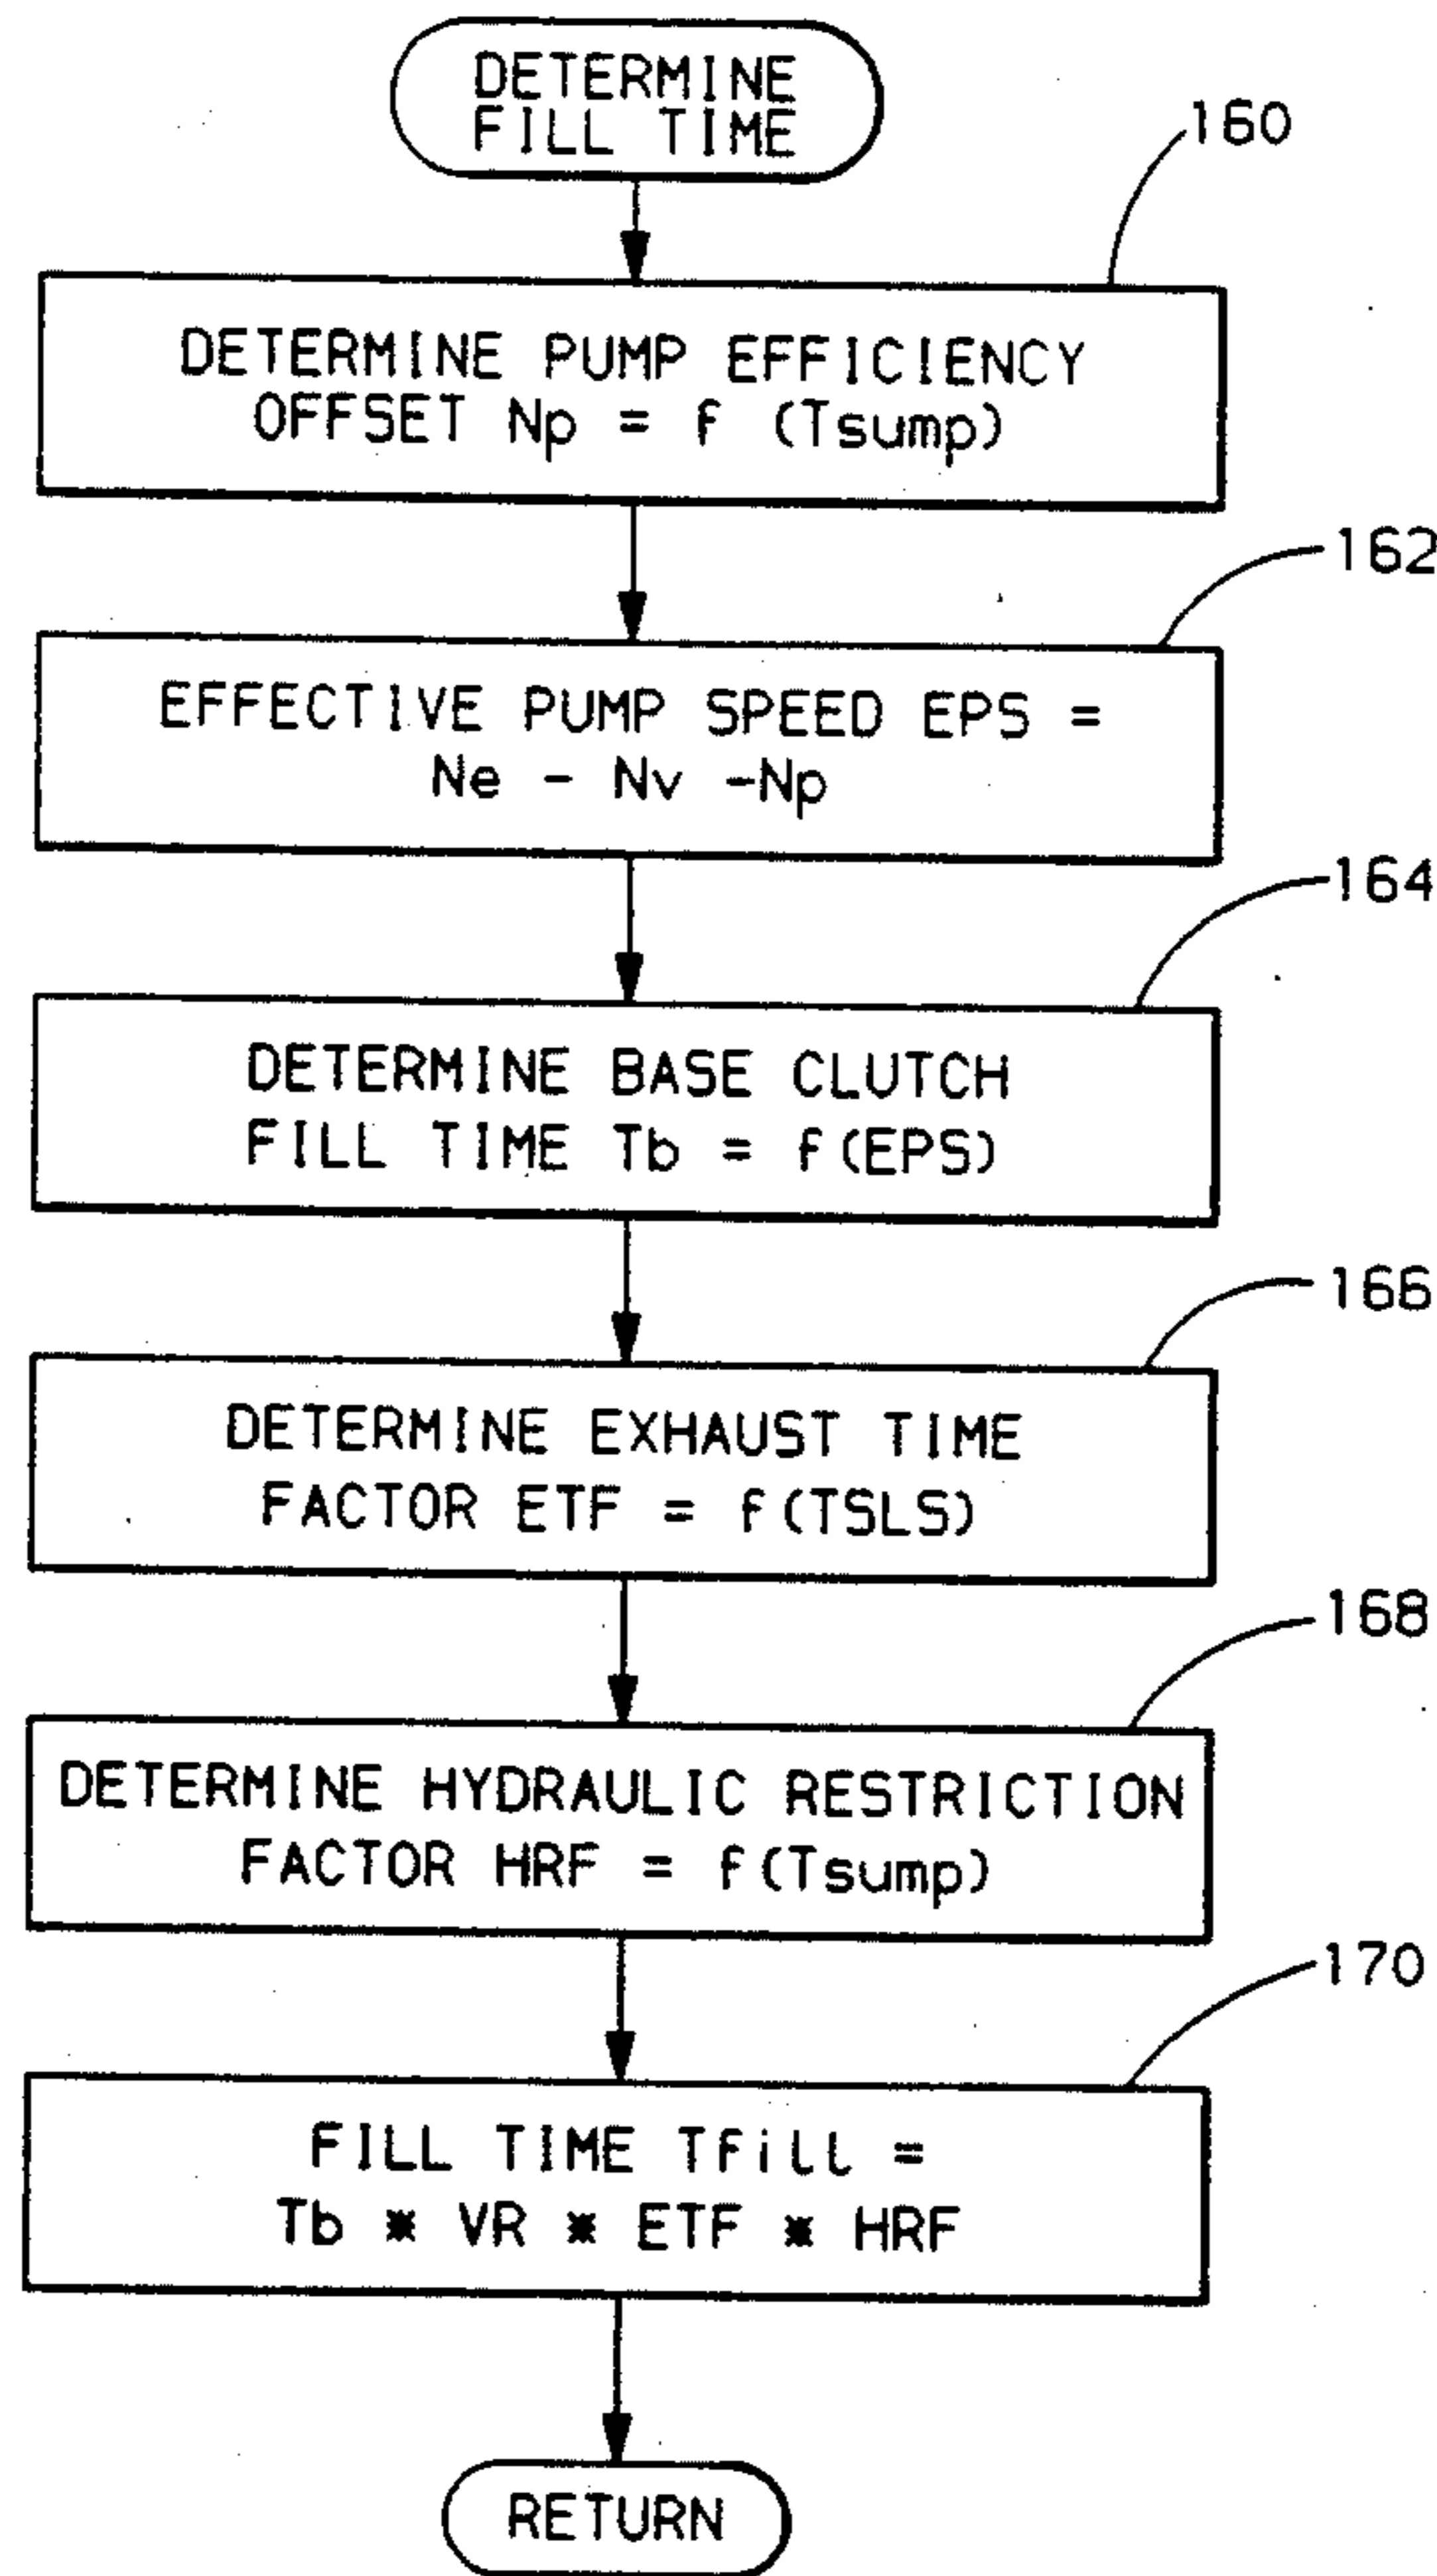 DETERMINE
FILL TIME
160
DETERMINE PUMP EFFICIENCY
OFFSET Np = f (Tsump)
162
EFFECTIVE PUMP SPEED EPS =
Ne - Nv -Np
164
DETERMINE BASE CLUTCH
FILL TIME Tb = f(EPS)
166
DETERMINE EXHAUST TIME
FACTOR ETF = f(TSLS)
168
DETERMINE HYDRAULIC RESTRICTION
FACTOR HRF = f(Tsump)
170
FILL TIME Tfill =
Tb * VR * ETF * HRF
RETURN